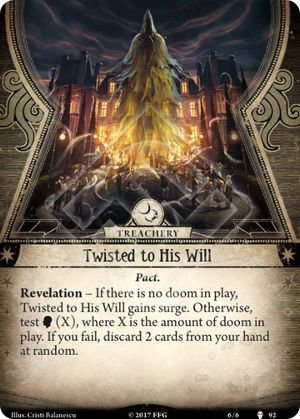 TREACHERY
Twisted to His Will
Pact.
Revelation – If there is no doom in play,
Twisted to His Will gains surge. Otherwise,
test (X), where X is the amount of doom in
play. If you fail, discard 2 cards from your hand
at random.
Illus. Cristi Balanescu © 2017 FFG 6/6 92